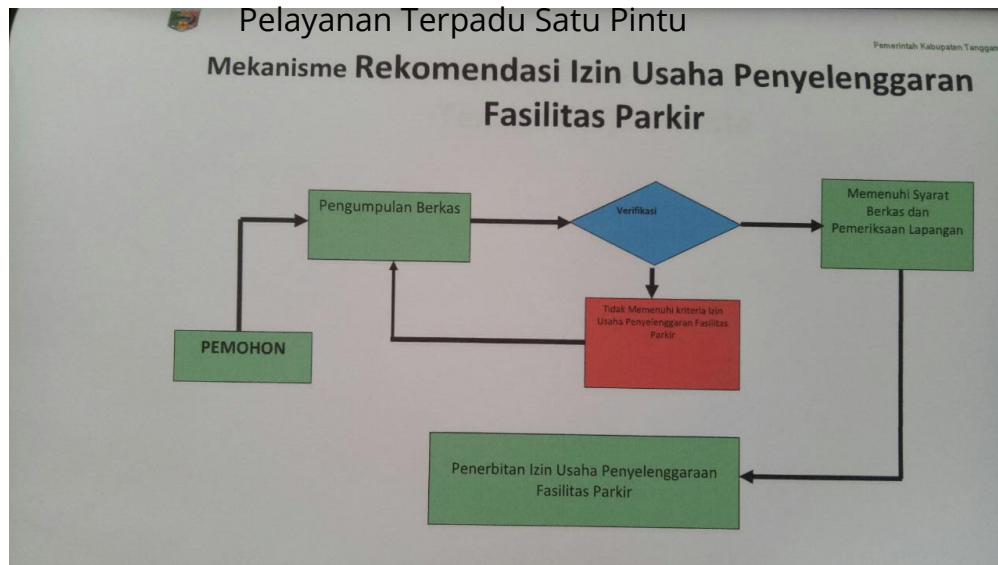 Pelayanan Terpadu Satu Pintu
Pemerintah Kabupaten Tanggam
Mekanisme Rekomendasi Izin Usaha Penyelenggaran
Fasilitas Parkir
Pengumpulan Berkas
Verifikasi
Memenuhi Syarat
Berkas dan
Pemeriksaan Lapangan
Tidak Memenuhi kriteria Izin
Usaha Penyelenggaran Fasilitas
Parkir
PEMOHON
Penerbitan Izin Usaha Penyelenggaraan
Fasilitas Parkir